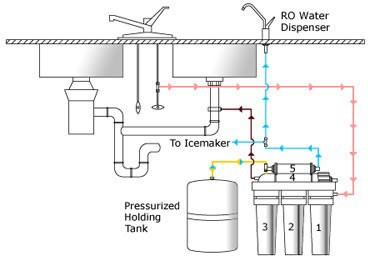 RO Water
Dispenser
To Icemaker
Pressurized
Holding
Tank
5
4
3
2
1